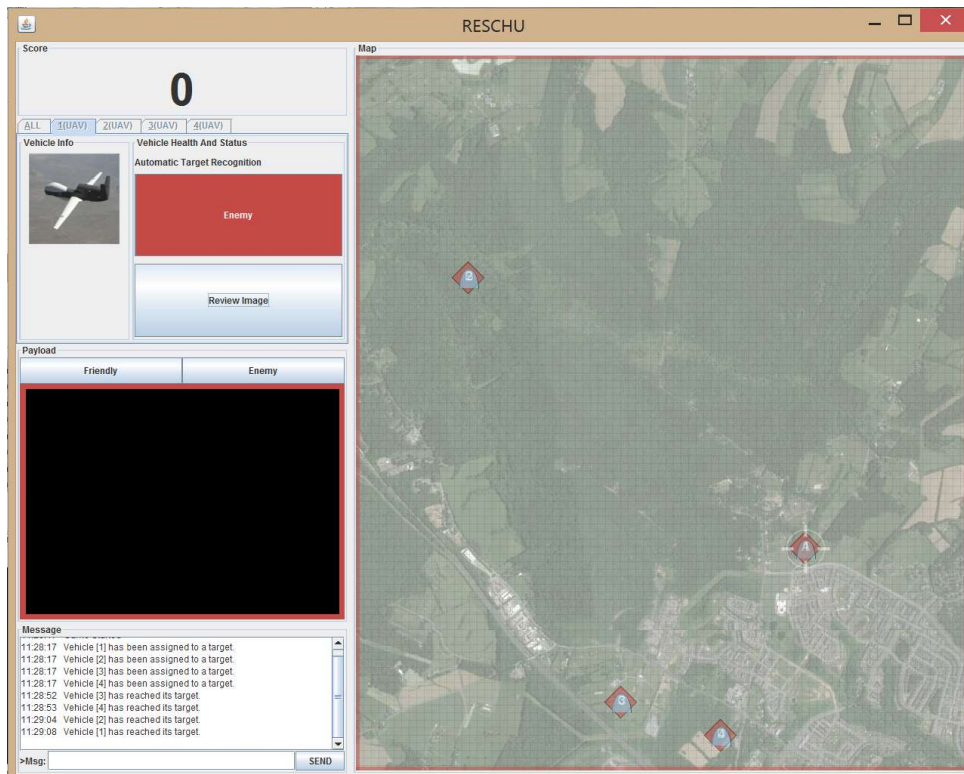 RESCHU
Score
0
ALL 1(UAV) 2(UAV) 3(UAV) 4(UAV)
Vehicle Info
Vehicle Health And Status
Automatic Target Recognition
Enemy
Review Image
Payload
Friendly
Enemy
Message
11:28:17 Vehicle [1] has been assigned to a target.
11:28:17 Vehicle [2] has been assigned to a target.
11:28:17 Vehicle [3] has been assigned to a target.
11:28:17 Vehicle [4] has been assigned to a target.
11:28:52 Vehicle [3] has reached its target.
11:28:53 Vehicle [4] has reached its target.
11:29:04 Vehicle [2] has reached its target.
11:29:08 Vehicle [1] has reached its target.
>Msg:
SEND
Map